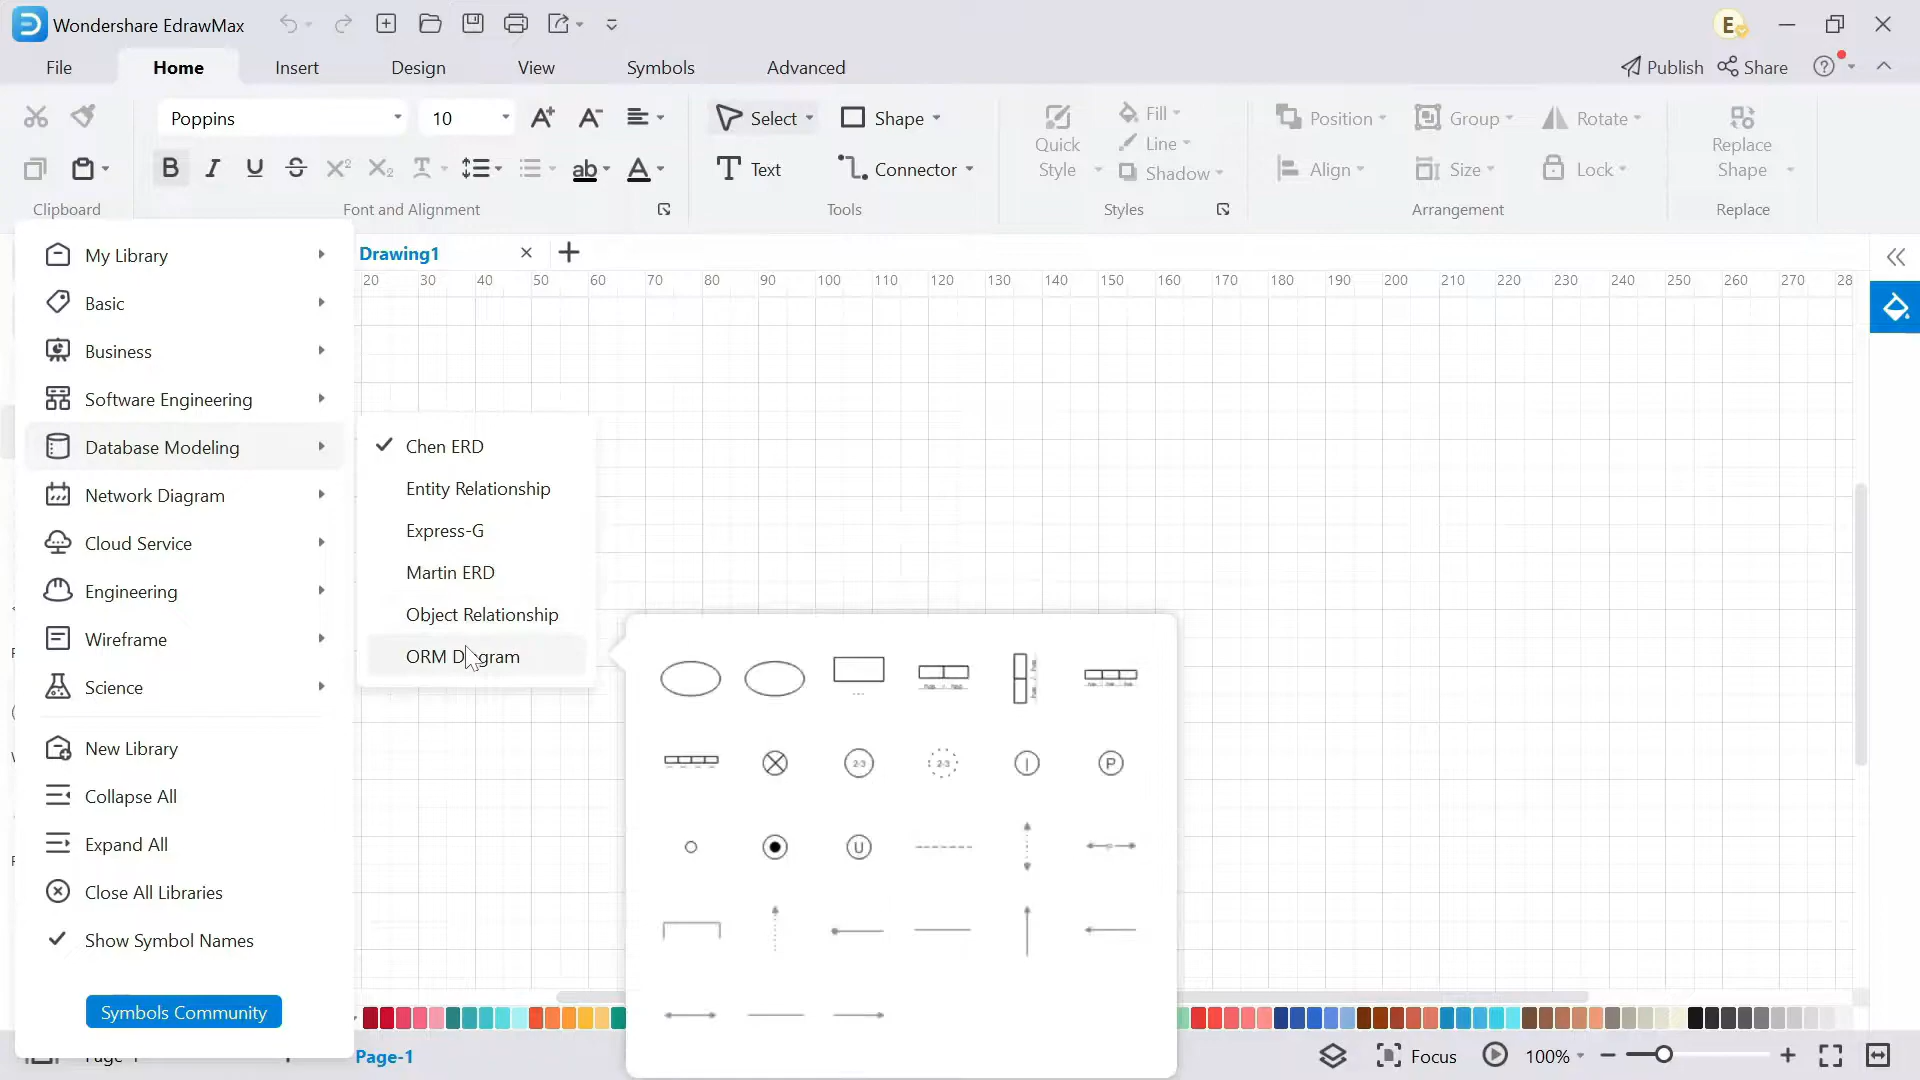 Wondershare EdrawMax
E
File
Home
Insert
Design
View
Symbols
Advanced
Publish
Share
Poppins
10
Select
Shape
Fill
Line
Shadow
Quick
Style
Position
Group
Rotate
Replace
Shape
Text
Connector
Align
Size
Lock
Clipboard
Font and Alignment
Tools
Styles
Arrangement
Replace
Drawing1
20 30 40 50 60 70 80 90 100 110 120 130 140 150 160 170 180 190 200 210 220 230 240 250 260 270 28
My Library
Basic
Business
Software Engineering
Database Modeling
Network Diagram
Cloud Service
Engineering
Wireframe
Science
New Library
Collapse All
Expand All
Close All Libraries
Show Symbol Names
Symbols Community
Chen ERD
Entity Relationship
Express-G
Martin ERD
Object Relationship
ORM Diagram
2-3
2-3
P
U
Page-1
Focus
100%